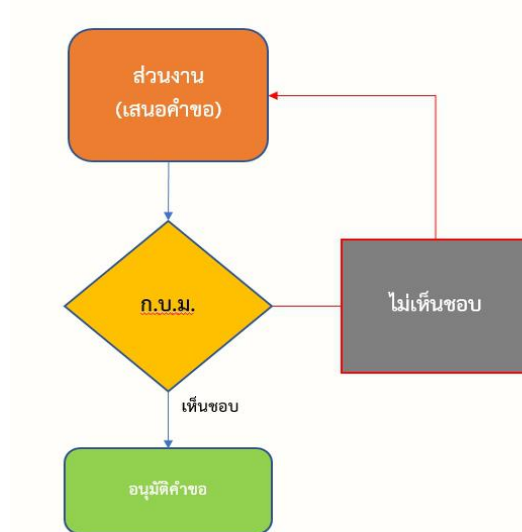 ส่วนงาน
(เสนอคำขอ)
ก.บ.ม.
ไม่เห็นชอบ
เห็นชอบ
อนุมัติคำขอ